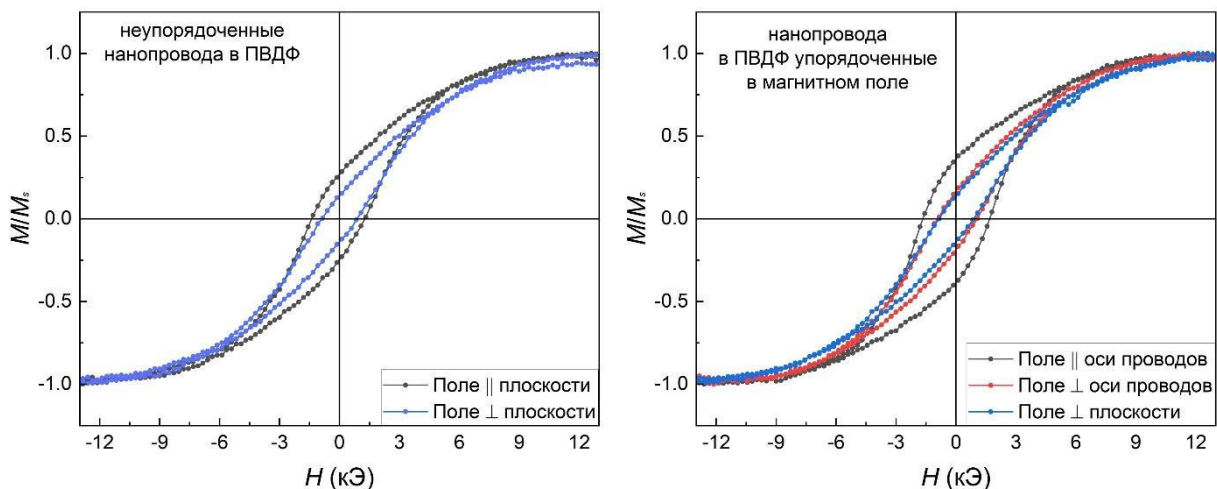 неупорядоченные
нанопровода в ПВДФ
1.0
0.5
0.0
-0.5
-1.0
M/Ms
-12 -9 -6 -3 0 3 6 9 12
H (кЭ)
Поле || плоскости
Поле ⊥ плоскости
нанопровода
в ПВДФ упорядоченные
в магнитном поле
1.0
0.5
0.0
-0.5
-1.0
M/Ms
-12 -9 -6 -3 0 3 6 9 12
H (кЭ)
Поле || оси проводов
Поле ⊥ оси проводов
Поле ⊥ плоскости